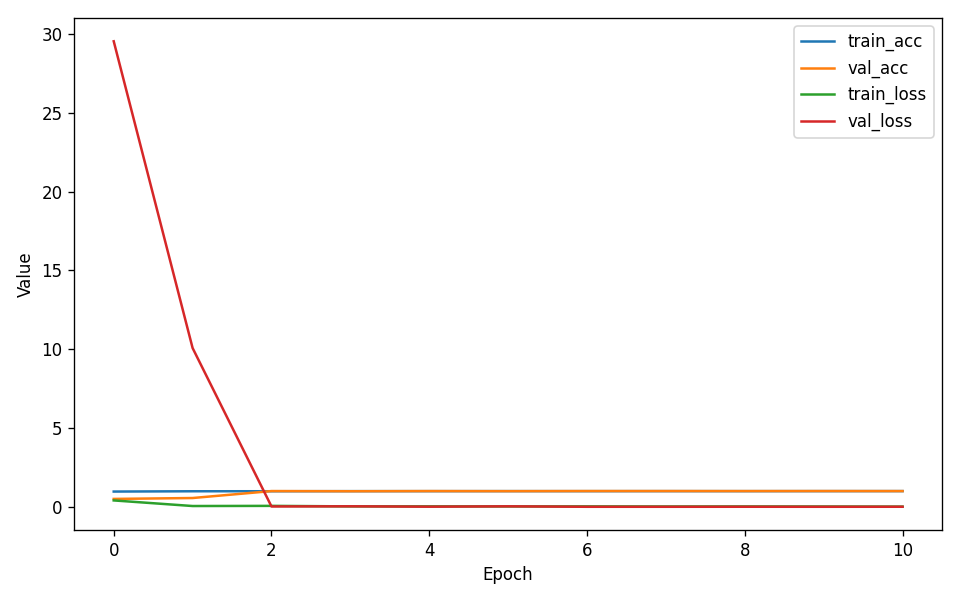 30
25
20
15
10
5
0
Value
0 2 4 6 8 10
Epoch
train_acc
val_acc
train_loss
val_loss